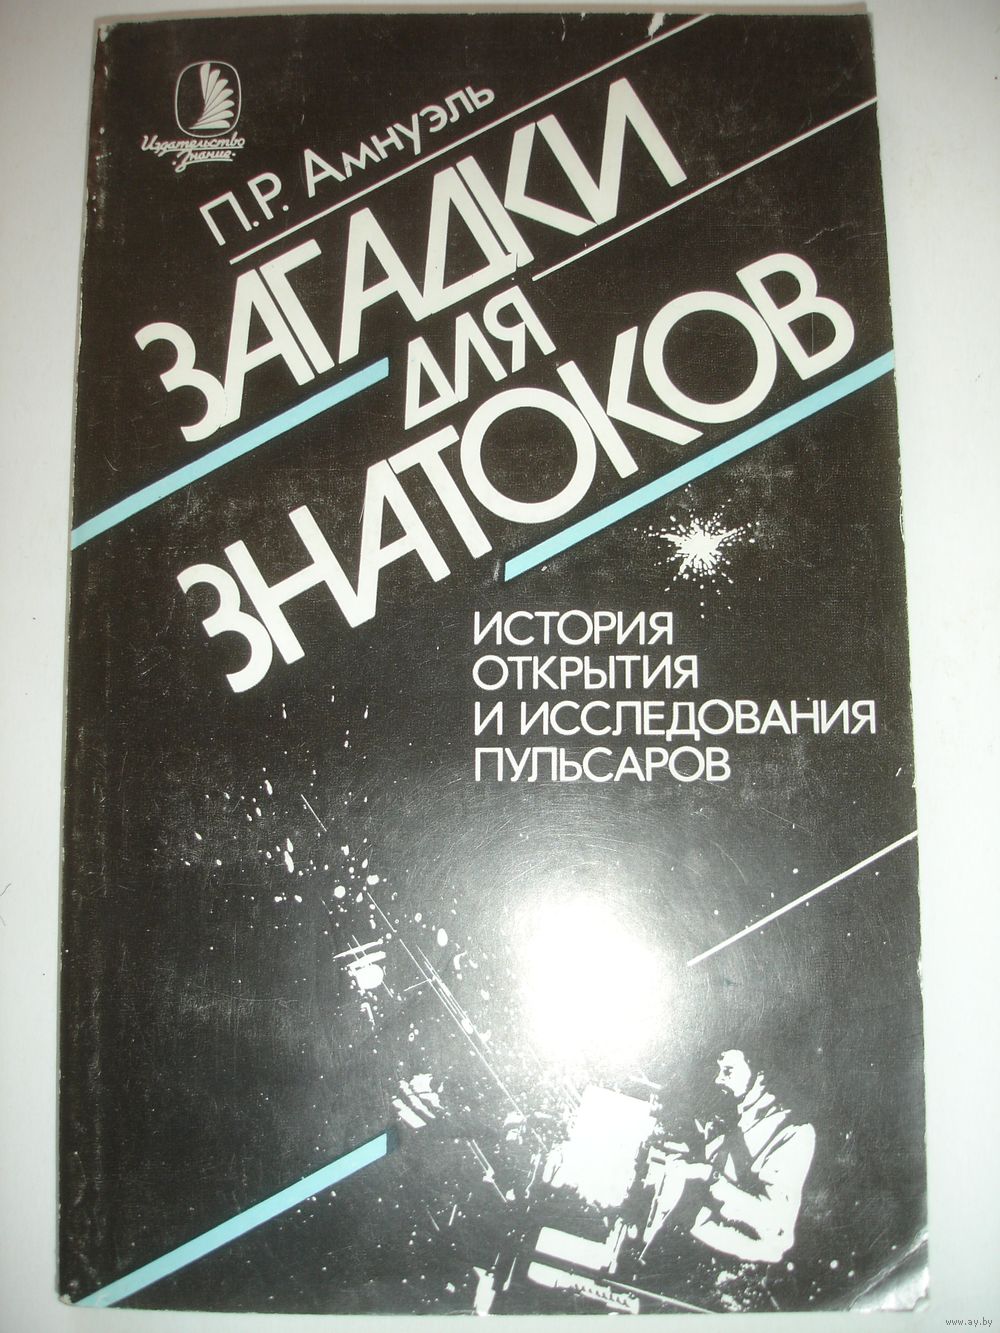 Издательство
·Знание·
П.Р. Амнуэль
ЗАГАДКИ
ДЛЯ
ЗНАТОКОВ
ИСТОРИЯ
ОТКРЫТИЯ
И ИССЛЕДОВАНИЯ
ПУЛЬСАРОВ
www.ay.by